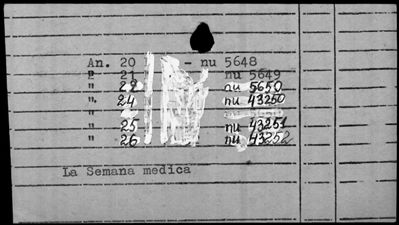 An. 20 - nu 5648
" 21 nu 5649
" 22 nu 5650
" 24 nu 43250
"
" 25 nu 43251
" 26 nu 43252
La Semana medica